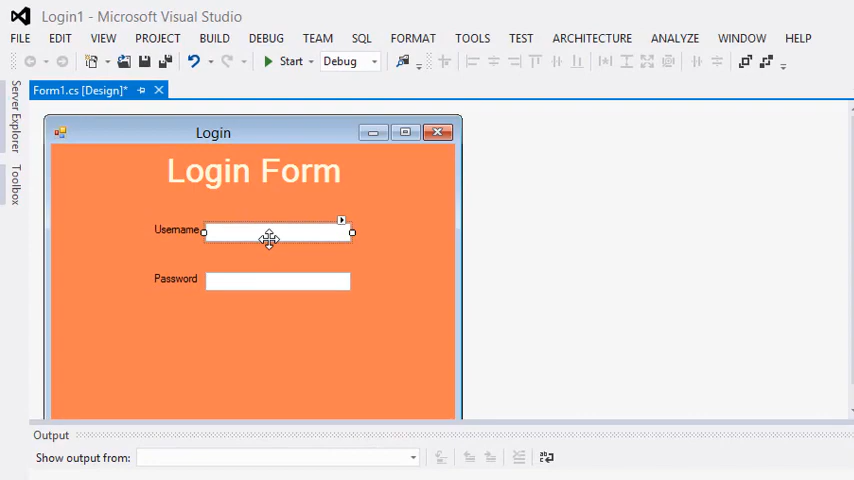 Login1 - Microsoft Visual Studio
FILE EDIT VIEW PROJECT BUILD DEBUG TEAM SQL FORMAT TOOLS TEST ARCHITECTURE ANALYZE WINDOW HELP
Start Debug
Form1.cs [Design]*
Server Explorer
Toolbox
Login
Login Form
Username
Password
Output
Show output from: